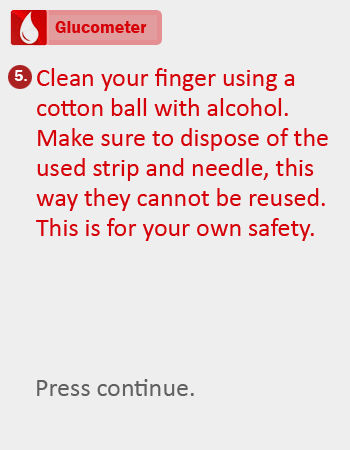 Glucometer
5. Clean your finger using a
cotton ball with alcohol.
Make sure to dispose of the
used strip and needle, this
way they cannot be reused.
This is for your own safety.
Press continue.